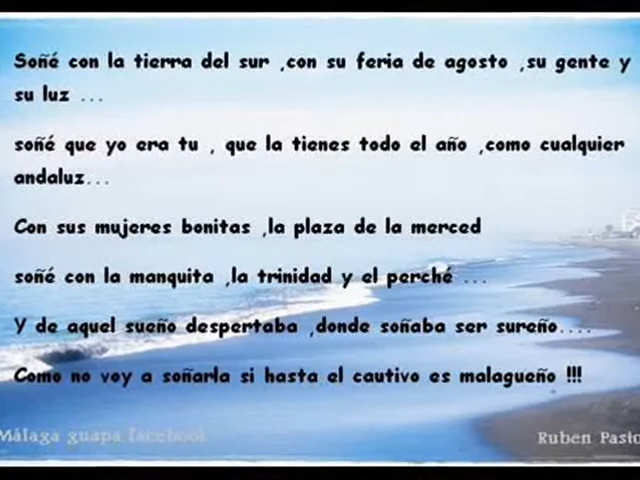 Soñé con la tierra del sur ,con su feria de agosto ,su gente y
su luz ...
soñé que yo era tu , que la tienes todo el año ,como cualquier
andaluz...
Con sus mujeres bonitas ,la plaza de la merced
soñé con la manquita ,la trinidad y el perché ...
Y de aquel sueño despertaba ,donde soñaba ser sureño....
Como no voy a soñarla si hasta el cautivo es malagueño !!!
Málaga guapa facebook
Ruben Pasto